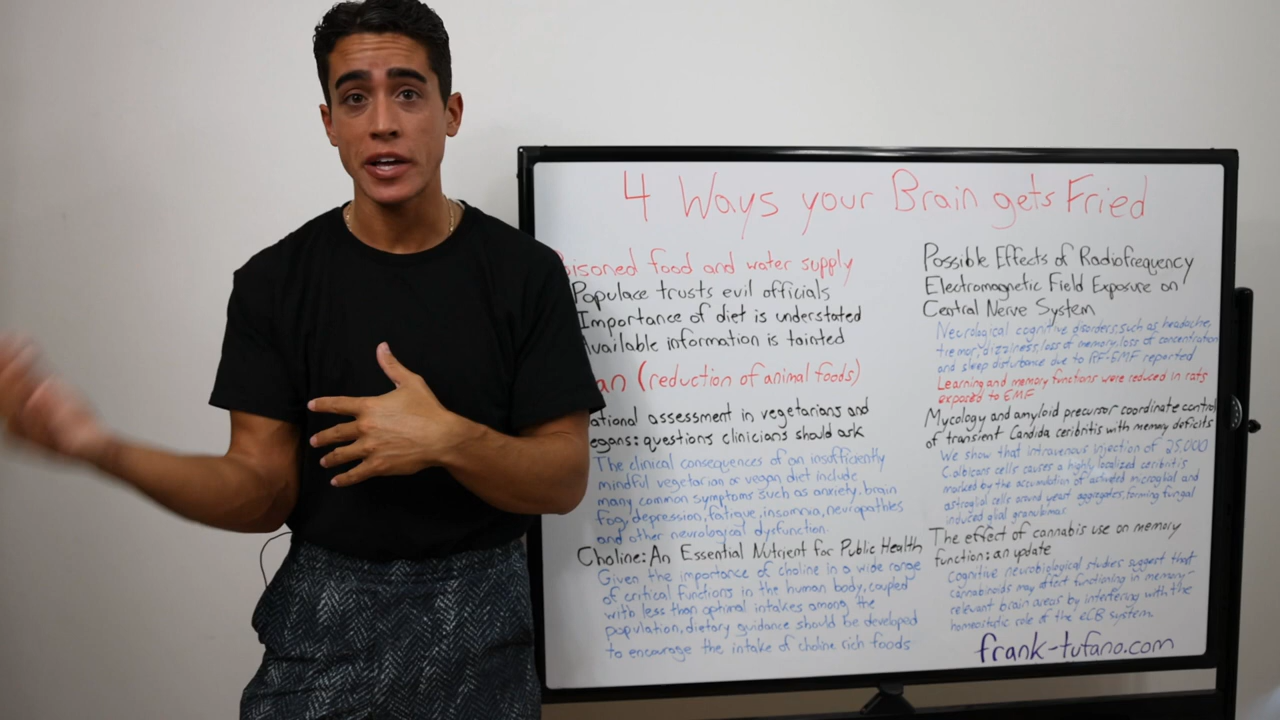 4 Ways your Brain gets Fried
oisoned food and water supply
Populace trusts evil officials
Importance of diet is understated
Available information is tainted
an (reduction of animal foods)
ational assessment in vegetarians and
egans: questions clinicians should ask
The clinical consequences of an insufficiently
mindful vegetarian or vegan diet include
many common symptoms such as anxiety, brain
fog, depression, fatigue, insomnia, neuropathies
and other neurological dysfunction.
Choline: An Essential Nutrient for Public Health
Given the importance of choline in a wide range
of critical functions in the human body, coupled
with less than optimal intakes among the
population, dietary guidance should be developed
to encourage the intake of choline rich foods
Possible Effects of Radiofrequency
Electromagnetic Field Exposure on
Central Nerve System
Neurological cognitive disorders, such as headache,
tremor, dizziness, loss of memory, loss of concentration
and sleep disturbance due to RF-EMF reported
Learning and memory functions were reduced in rats
exposed to EMF
Mycology and amyloid precursor coordinate control
of transient Candida ceribritis with memory deficits
We show that intravenous injection of 25,000
C. albicans cells causes a highly localized ceribritis
marked by the accumulation of activated microglial and
astroglial cells around yeast aggregates, forming fungal
induced glial granulomas
The effect of cannabis use on memory
function: an update
Cognitive neurobiological studies suggest that
cannabinoids may affect functioning in memory-
relevant brain areas by interfering with the
homeostatic role of the eCB system.
frank-tufano.com